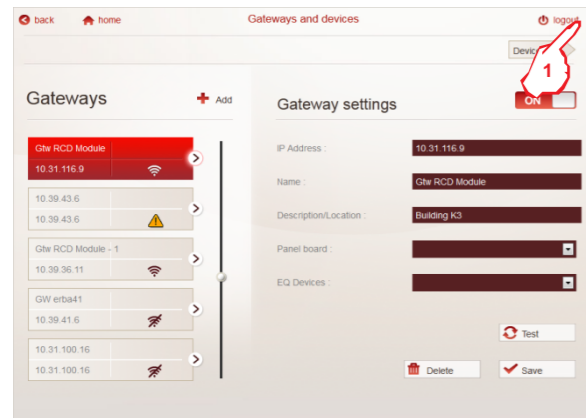 back home Gateways and devices logout
Devic
1
Gateways Add
Gateway settings ON
Gtw RCD Module
10.31.116.9
10.39.43.6
10.39.43.6
Gtw RCD Module - 1
10.39.36.11
GW erba41
10.39.41.6
10.31.100.16
10.31.100.16
IP Address : 10.31.116.9
Name : Gtw RCD Module
Description/Location : Building K3
Panel board :
EQ Devices :
Test
Delete Save